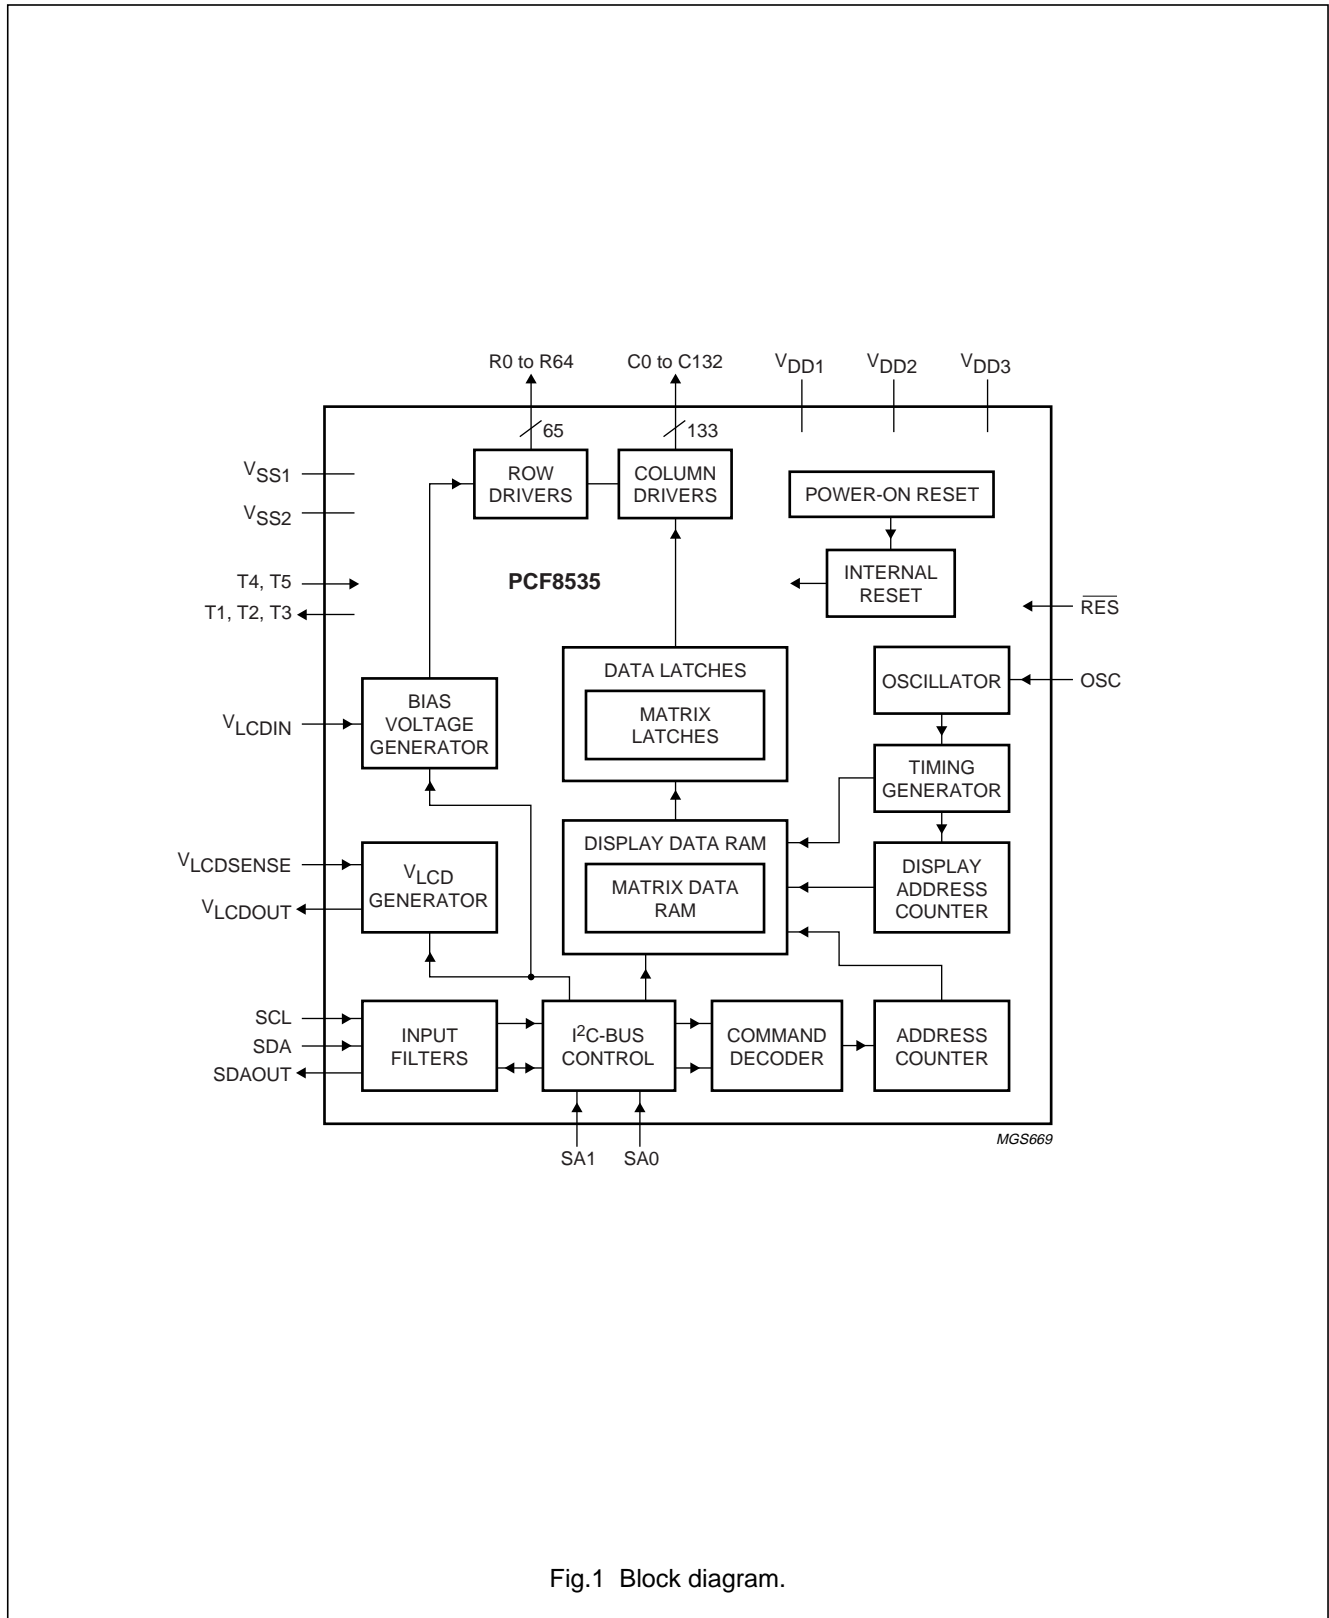 R0 to R64
C0 to C132
VDD1
VDD2
VDD3
65
133
VSS1
VSS2
ROW
DRIVERS
COLUMN
DRIVERS
POWER-ON RESET
T4, T5
T1, T2, T3
PCF8535
INTERNAL
RESET
RES
DATA LATCHES
MATRIX
LATCHES
OSCILLATOR
OSC
VLCDIN
BIAS
VOLTAGE
GENERATOR
TIMING
GENERATOR
VLCDSENSE
VLCDOUT
VLCD
GENERATOR
DISPLAY DATA RAM
MATRIX DATA
RAM
DISPLAY
ADDRESS
COUNTER
SCL
SDA
SDAOUT
INPUT
FILTERS
I2C-BUS
CONTROL
COMMAND
DECODER
ADDRESS
COUNTER
SA1
SA0
MGS669
Fig.1 Block diagram.